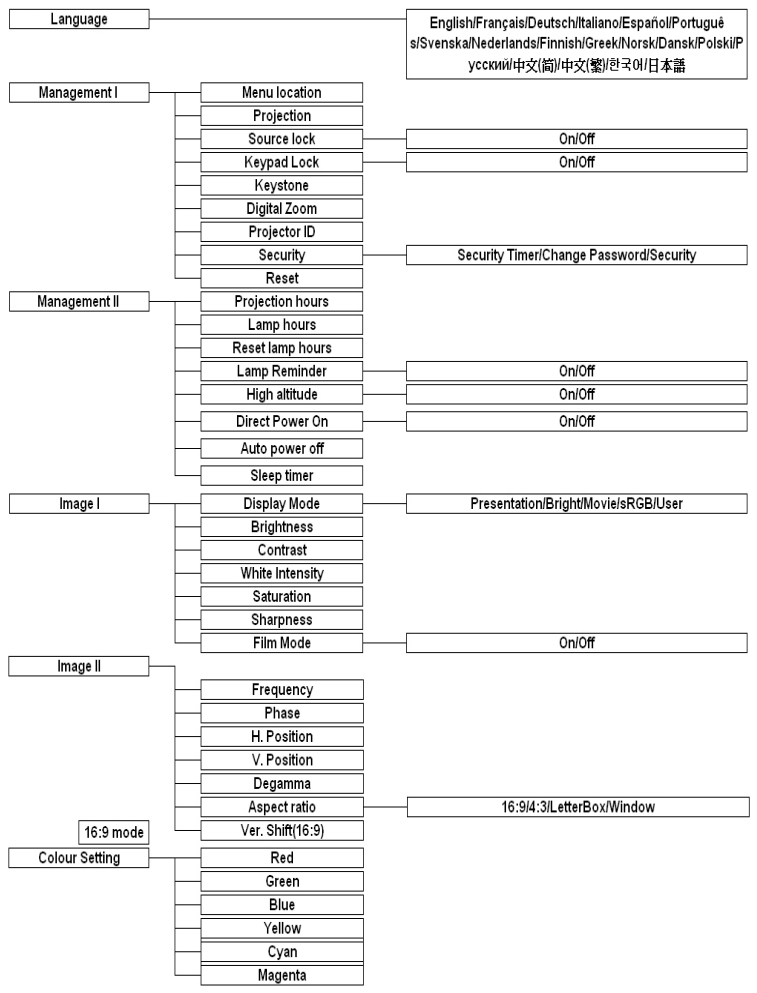 Language
English/Français/Deutsch/Italiano/Español/Portuguê
s/Svenska/Nederlands/Finnish/Greek/Norsk/Dansk/Polski/P
усский/中文(简)/中文(繁)/한국어/日本語
Management I
Menu location
Projection
Source lock
On/Off
Keypad Lock
On/Off
Keystone
Digital Zoom
Projector ID
Security
Security Timer/Change Password/Security
Reset
Management II
Projection hours
Lamp hours
Reset lamp hours
Lamp Reminder
On/Off
High altitude
On/Off
Direct Power On
On/Off
Auto power off
Sleep timer
Image I
Display Mode
Presentation/Bright/Movie/sRGB/User
Brightness
Contrast
White Intensity
Saturation
Sharpness
Film Mode
On/Off
Image II
Frequency
Phase
H. Position
V. Position
Degamma
Aspect ratio
16:9/4:3/LetterBox/Window
16:9 mode
Ver. Shift(16:9)
Colour Setting
Red
Green
Blue
Yellow
Cyan
Magenta